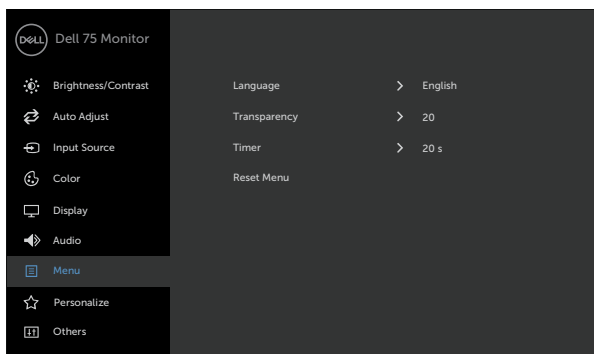 DELL Dell 75 Monitor
Brightness/Contrast
Auto Adjust
Input Source
Color
Display
Audio
Menu
Personalize
Others
Language > English
Transparency > 20
Timer > 20 s
Reset Menu